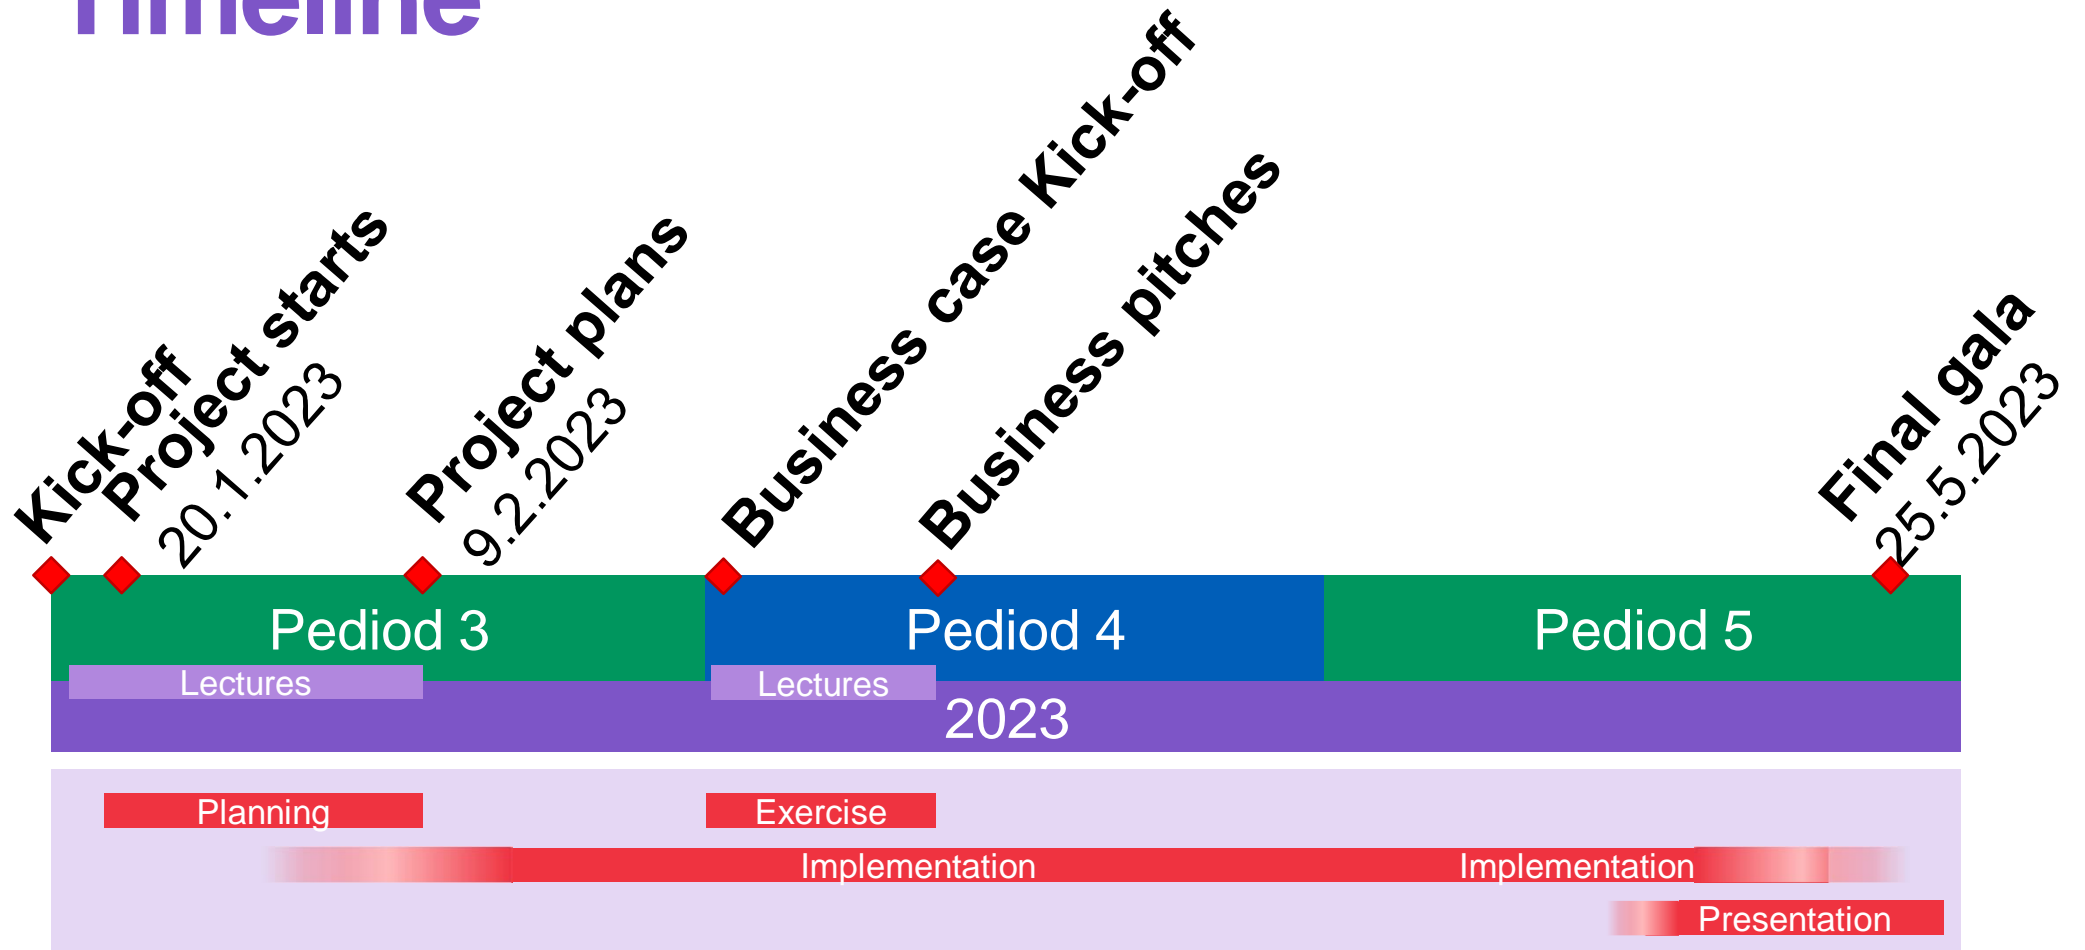 Timeline
Kick-off
Project starts
20.1.2023
Project plans
9.2.2023
Business case Kick-off
Business pitches
Final gala
25.5.2023
Pediod 3
Pediod 4
Pediod 5
Lectures
Lectures
2023
Planning
Exercise
Implementation
Implementation
Presentation